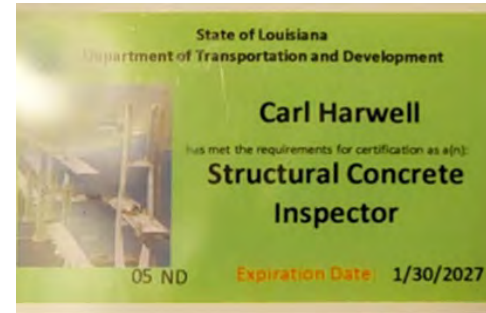 State of Louisiana
Department of Transportation and Development
Carl Harwell
has met the requirements for certification as a(n):
Structural Concrete
Inspector
05 ND Expiration Date: 1/30/2027